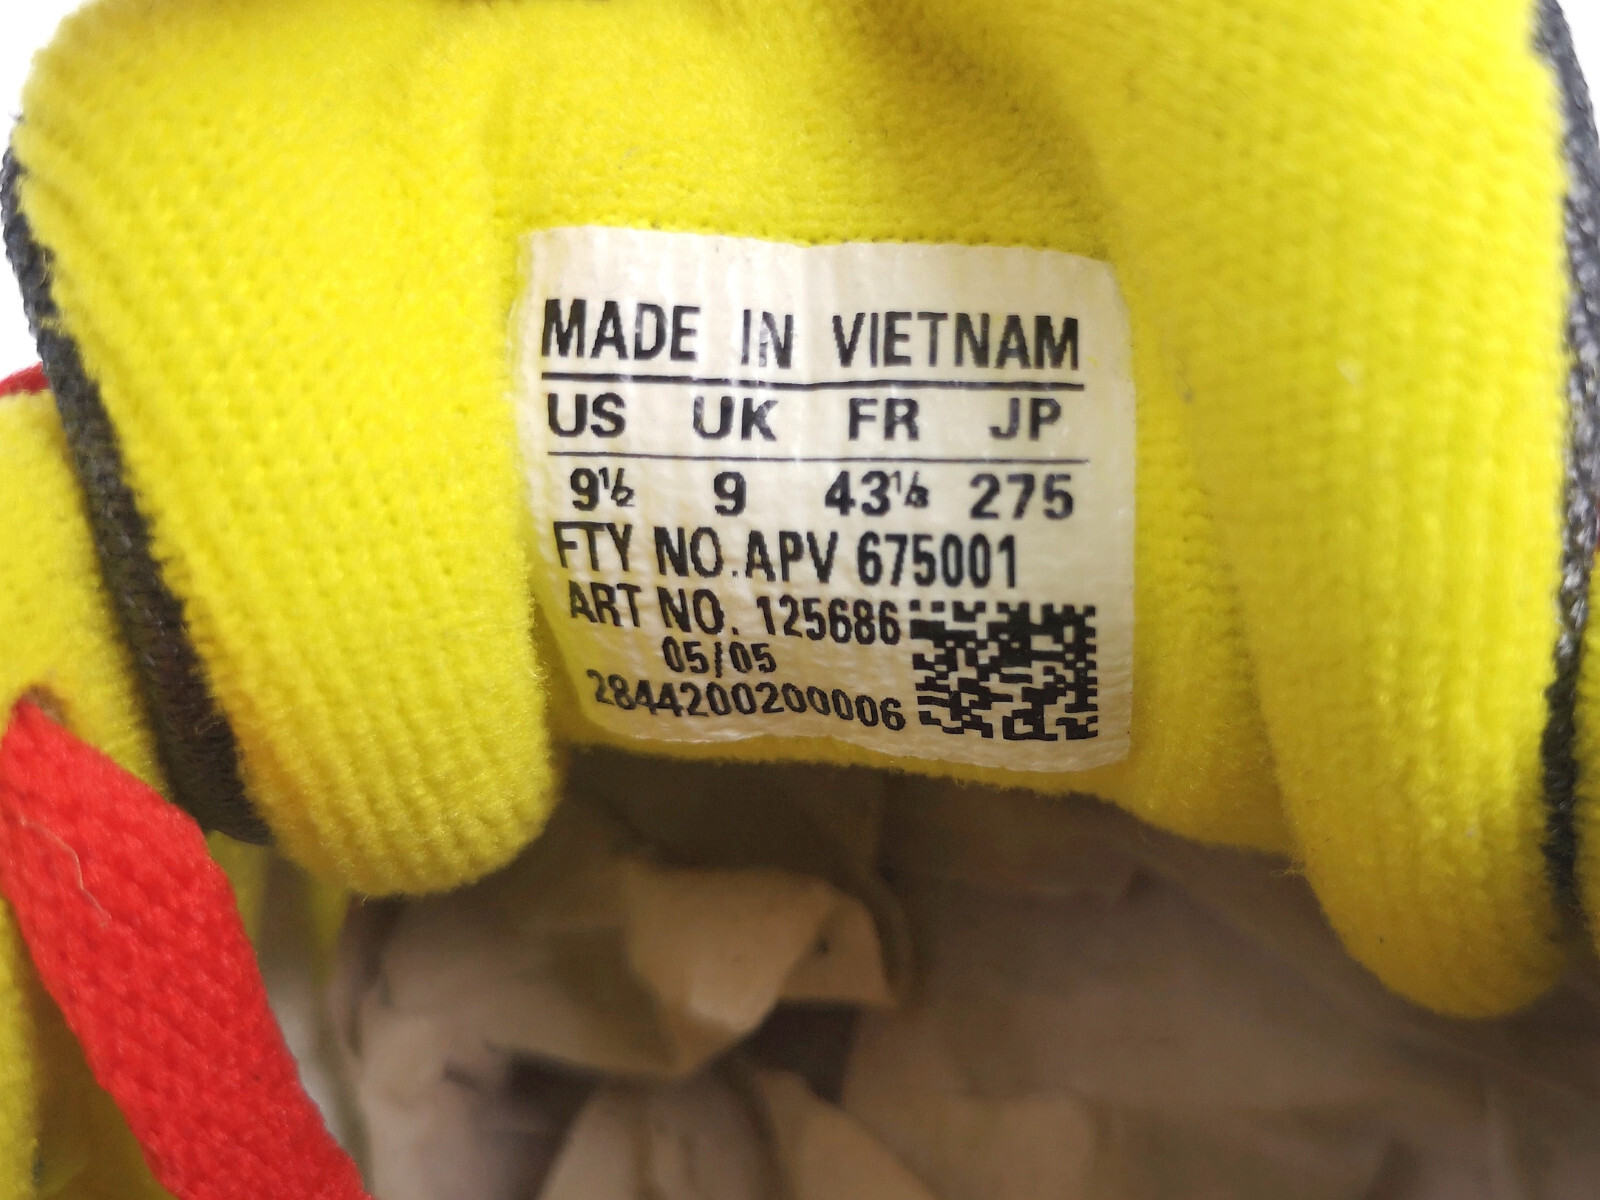 MADE IN VIETNAM
US UK FR JP
9½ 9 43⅓ 275
FTY NO. APV 675001
ART NO. 125686
05/05
2844200200006